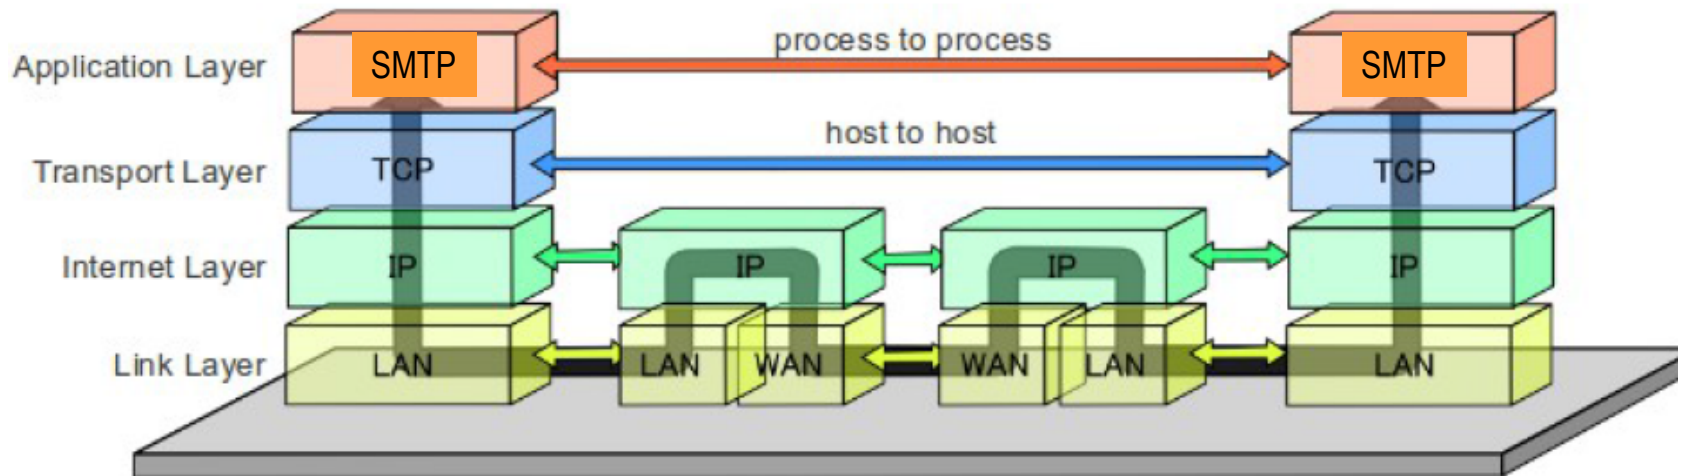 process to process
Application Layer SMTP SMTP
host to host
Transport Layer TCP TCP
Internet Layer IP IP IP IP
Link Layer LAN LAN WAN WAN LAN LAN